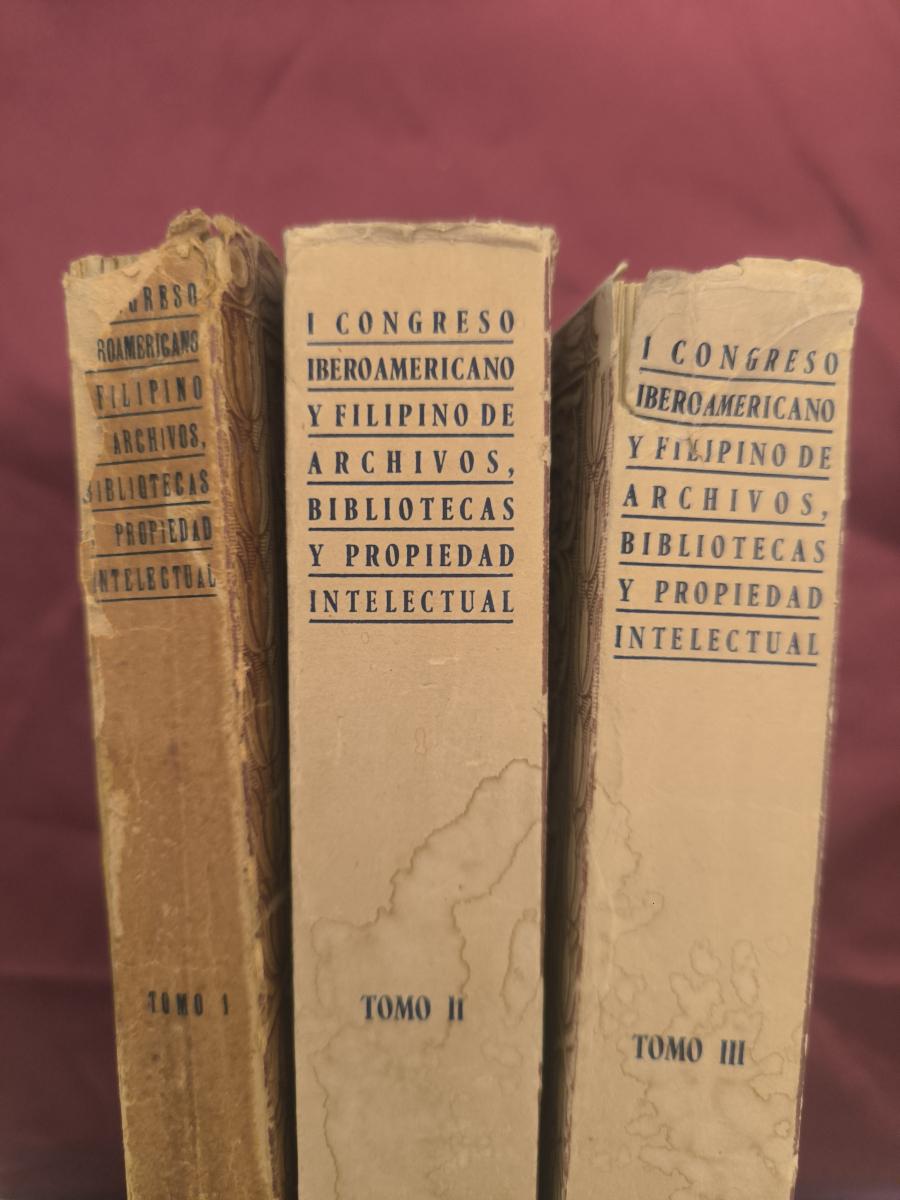 GRESO
ROAMERICANO
FILIPINO
ARCHIVOS,
BIBLIOTECAS
PROPIEDAD
INTELECTUAL
TOMO I
I CONGRESO
IBEROAMERICANO
Y FILIPINO DE
ARCHIVOS,
BIBLIOTECAS
Y PROPIEDAD
INTELECTUAL
TOMO II
I CONGRESO
IBEROAMERICANO
Y FILIPINO DE
ARCHIVOS,
BIBLIOTECAS
Y PROPIEDAD
INTELECTUAL
TOMO III